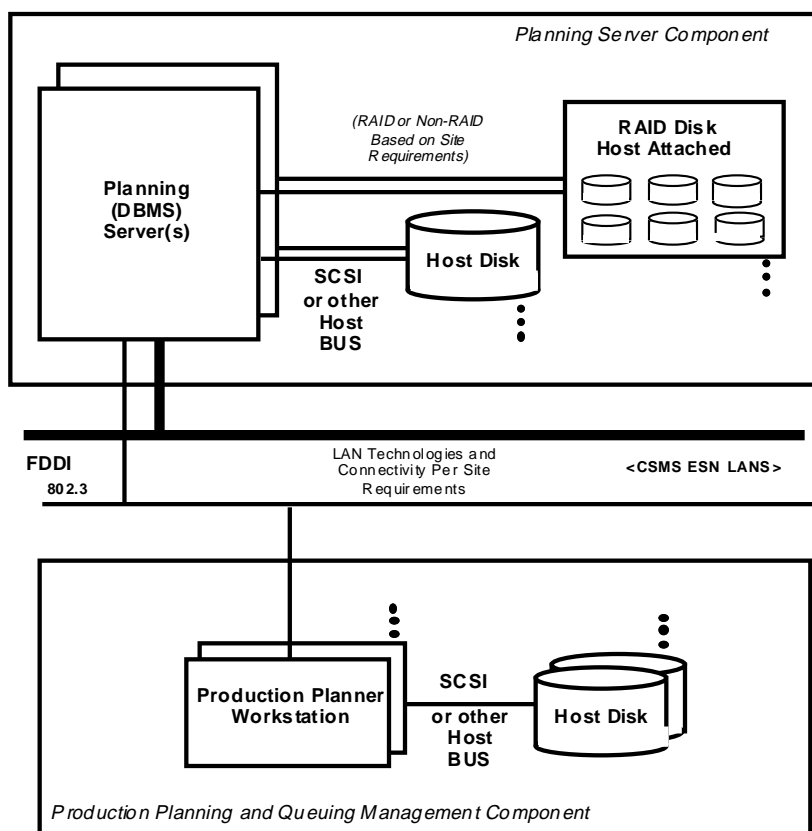 Planning Server Component
(RAID or Non-RAID
Based on Site
Requirements)
RAID Disk
Host Attached
Planning
(DBMS)
Server(s)
Host Disk
SCSI
or other
Host
BUS
FDDI
802.3
LAN Technologies and
Connectivity Per Site
Requirements
<CSMS ESN LANS>
Production Planner
Workstation
SCSI
or other
Host
BUS
Host Disk
Production Planning and Queuing Management Component